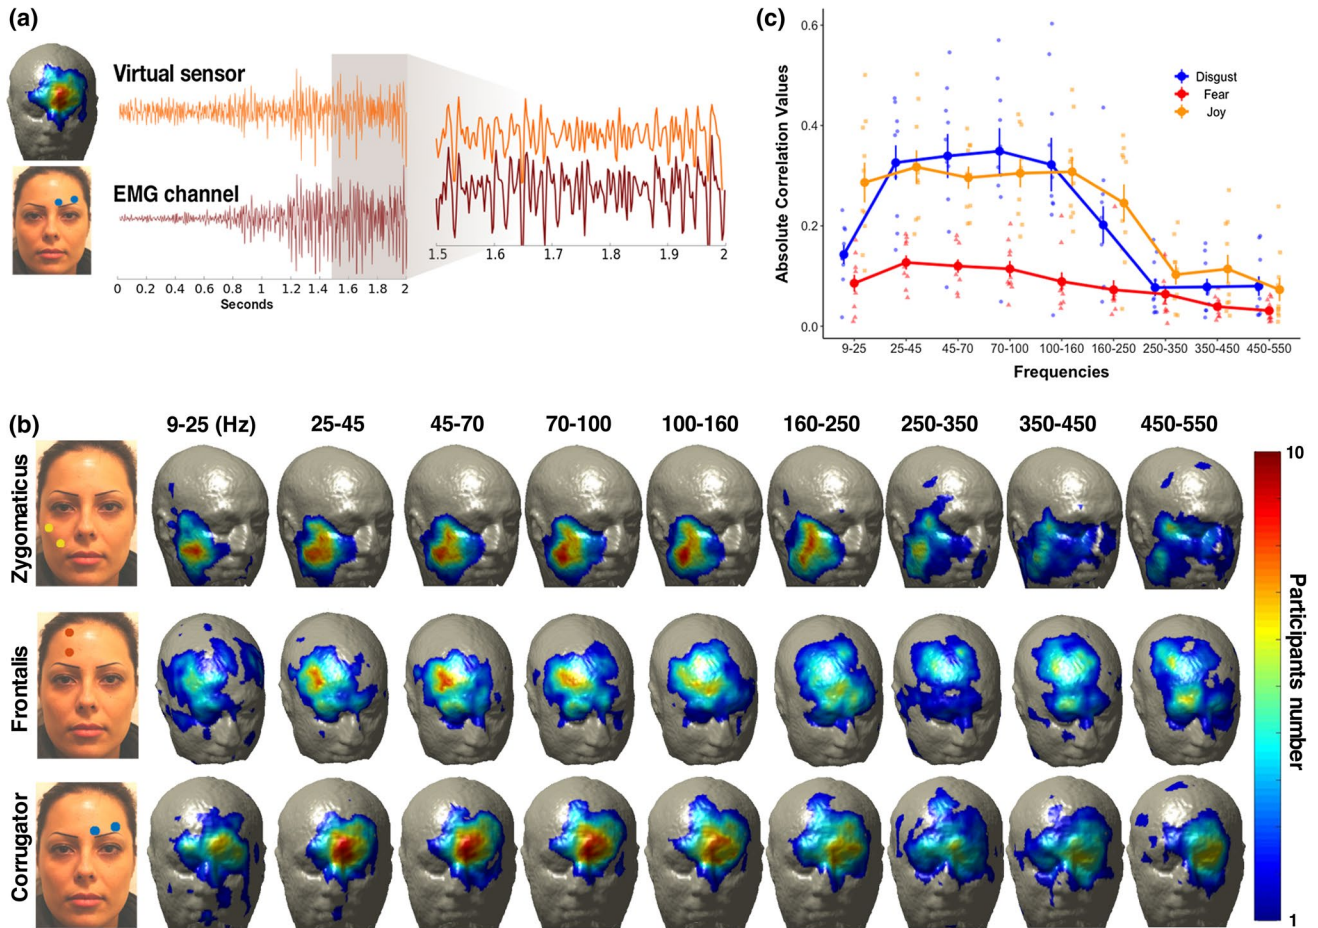 (a)
Virtual sensor
EMG channel
0 0.2 0.4 0.6 0.8 1 1.2 1.4 1.6 1.8 2
Seconds
1.5 1.6 1.7 1.8 1.9 2
(c)
Absolute Correlation Values
0.6
0.4
0.2
0.0
Disgust
Fear
Joy
9-25 25-45 45-70 70-100 100-160 160-250 250-350 350-450 450-550
Frequencies
(b)
9-25 (Hz) 25-45 45-70 70-100 100-160 160-250 250-350 350-450 450-550
Zygomaticus
Frontalis
Corrugator
10
Participants number
1